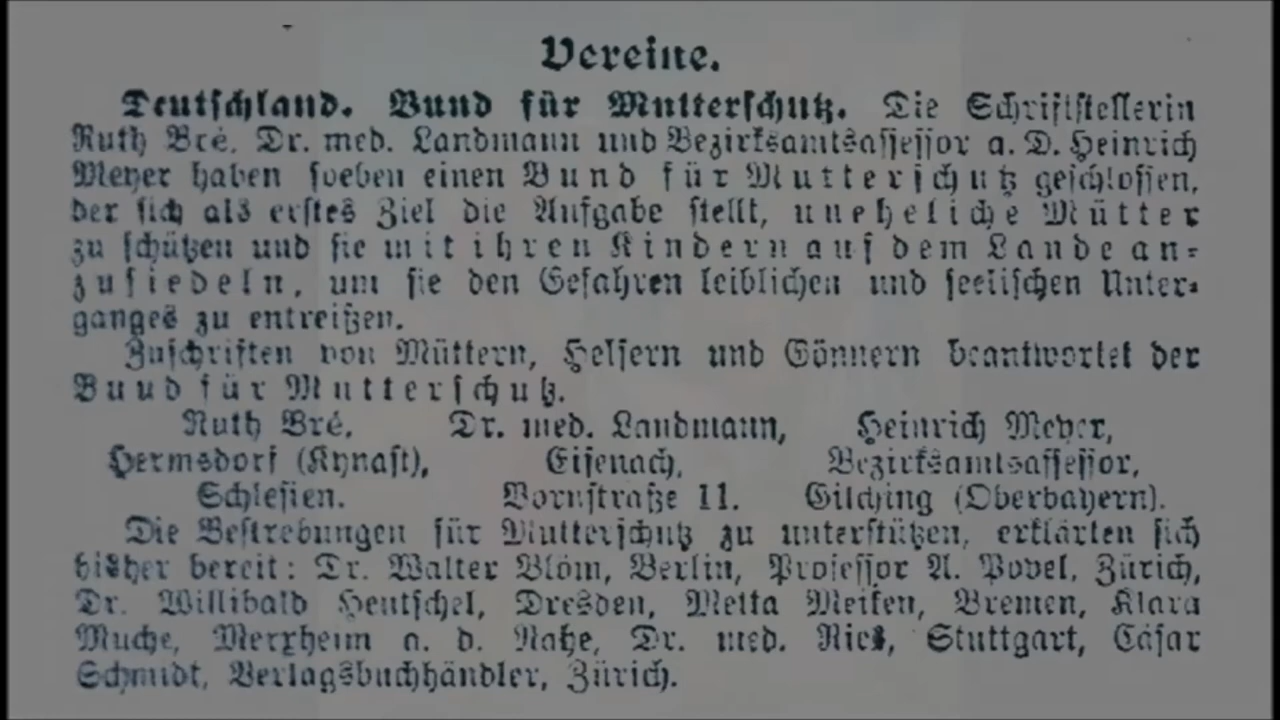 Vereine.
Deutschland. Bund für Mutterschutz. Die Schriftstellerin
Ruth Bré, Dr. med. Landmann und Bezirksamtsassessor a. D. Heinrich
Meyer haben soeben einen Bund für Mutterschutz geschlossen,
der sich als erstes Ziel die Aufgabe stellt, uneheliche Mütter
zu schützen und sie mit ihren Kindern auf dem Lande an-
zusiedeln, um sie den Gefahren leiblichen und seelischen Unter-
ganges zu entreißen.
Zuschriften von Müttern, Helfern und Gönnern beantwortet der
Bund für Mutterschutz.
Ruth Bré, Dr. med. Landmann, Heinrich Meyer,
Hermsdorf (Kynast), Eisenach, Bezirksamtsassessor,
Schlesien. Bornstraße 11. Gilching (Oberbayern).
Die Bestrebungen für Mutterschutz zu unterstützen, erklärten sich
bisher bereit: Dr. Walter Blöm, Berlin, Professor A. Dodel, Zürich,
Dr. Willibald Hentschel, Dresden, Metta Meiken, Bremen, Klara
Muche, Merxheim a. d. Nahe, Dr. med. Ries, Stuttgart, Cäsar
Schmidt, Verlagsbuchhändler, Zürich.